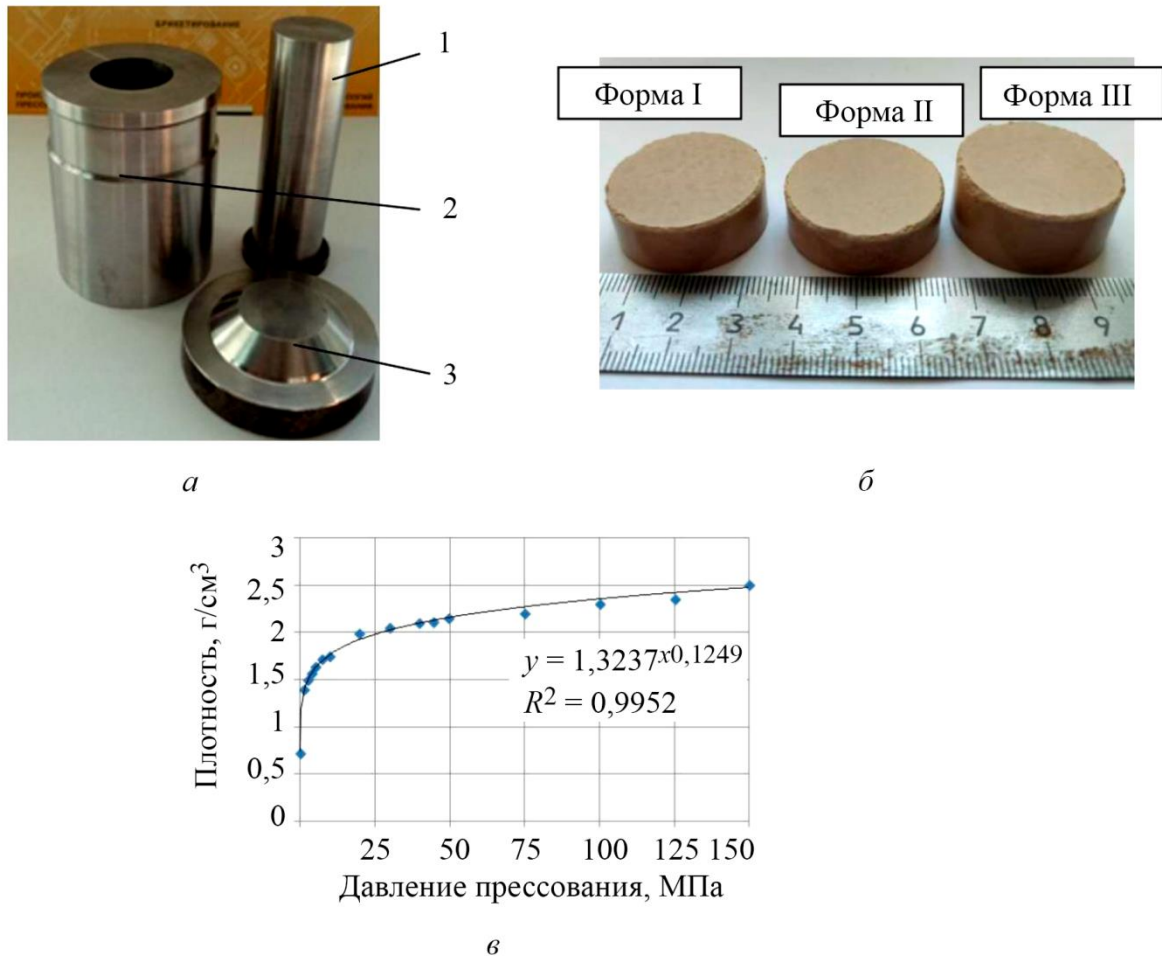 БРИКЕТИРОВАНИЕ
1
2
3
а
Форма I
Форма II
Форма III
1 2 3 4 5 6 7 8 9
б
Плотность, г/см³
3
2,5
2
1,5
1
0,5
0
y = 1,3237ˣ⁰,¹²⁴⁹
R² = 0,9952
25 50 75 100 125 150
Давление прессования, МПа
в